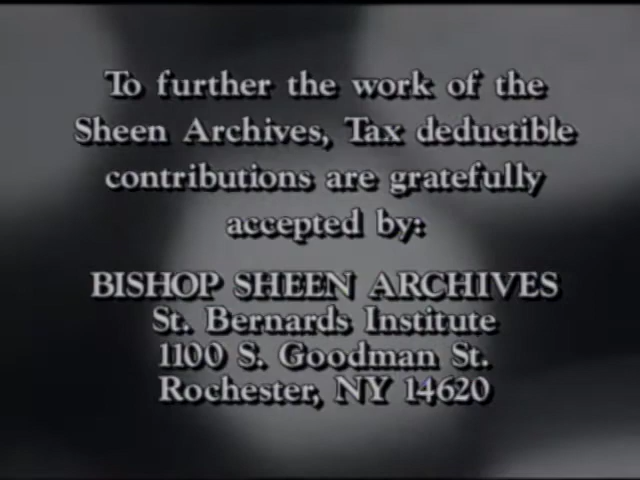 To further the work of the
Sheen Archives, Tax deductible
contributions are gratefully
accepted by:
BISHOP SHEEN ARCHIVES
St. Bernards Institute
1100 S. Goodman St.
Rochester, NY 14620